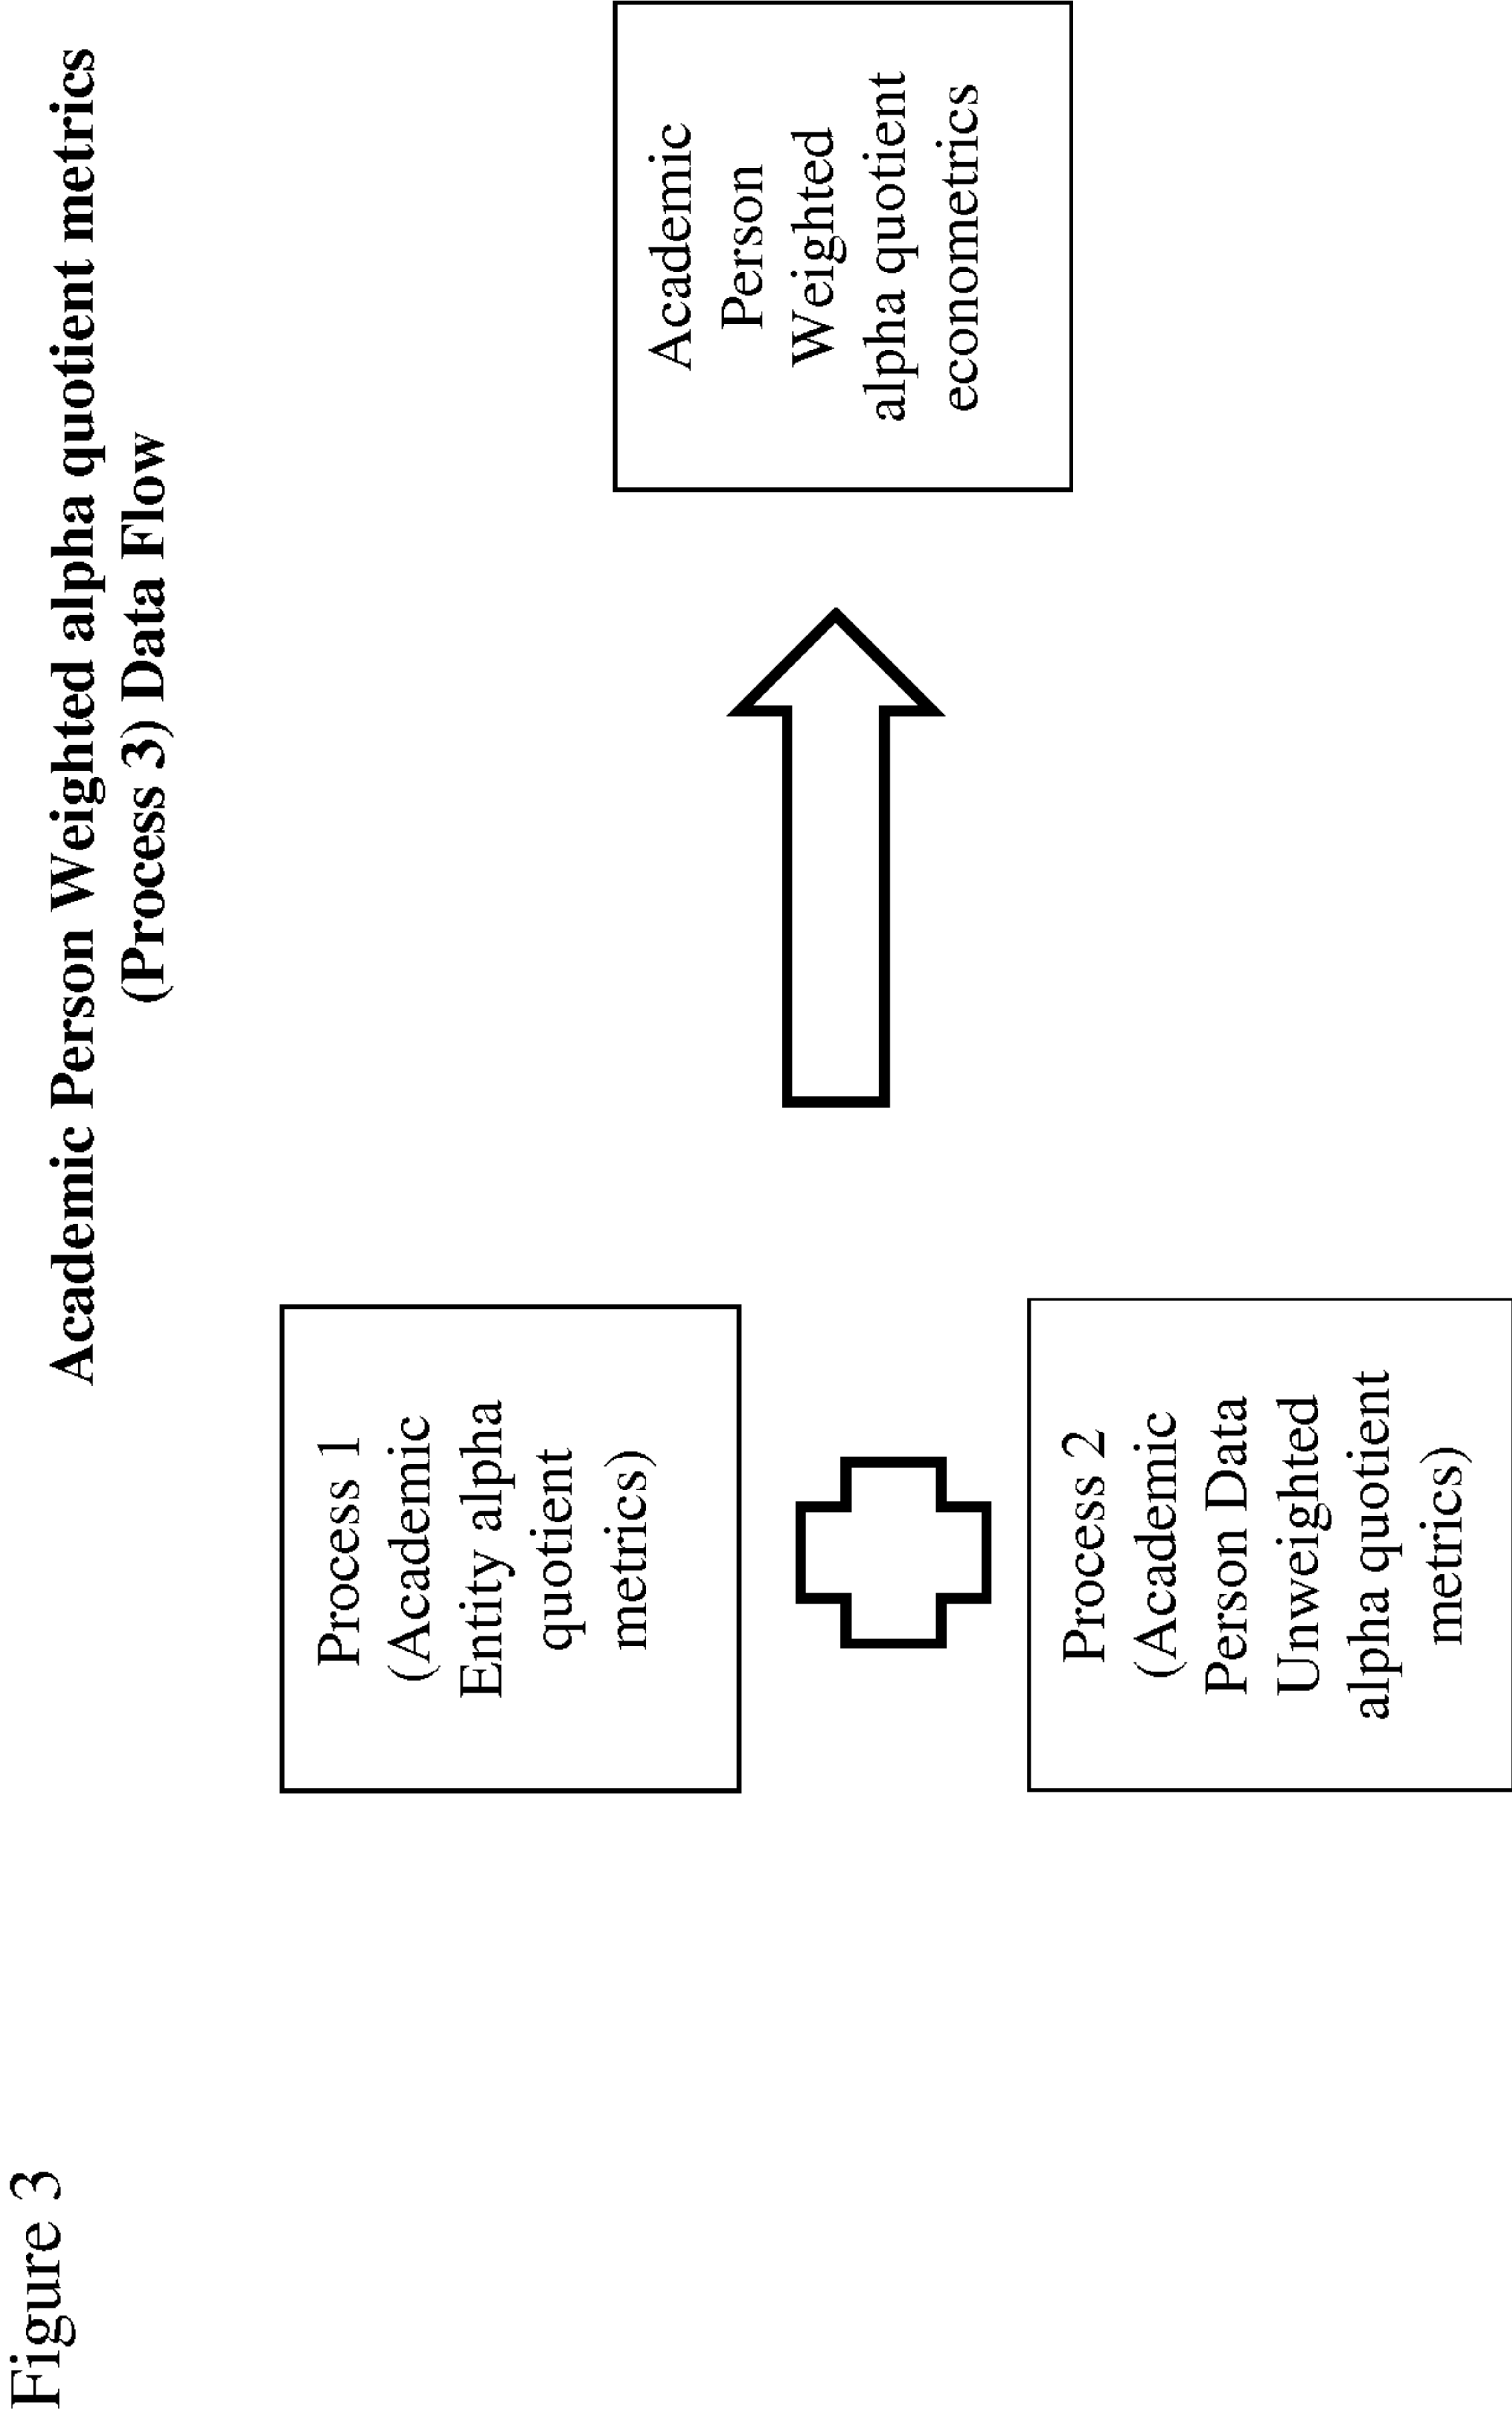 Figure 3
Academic Person Weighted alpha quotient metrics
(Process 3) Data Flow
Process 1
(Academic
Entity alpha
quotient
metrics)
Process 2
(Academic
Person Data
Unweighted
alpha quotient
metrics)
Academic
Person
Weighted
alpha quotient
econometrics